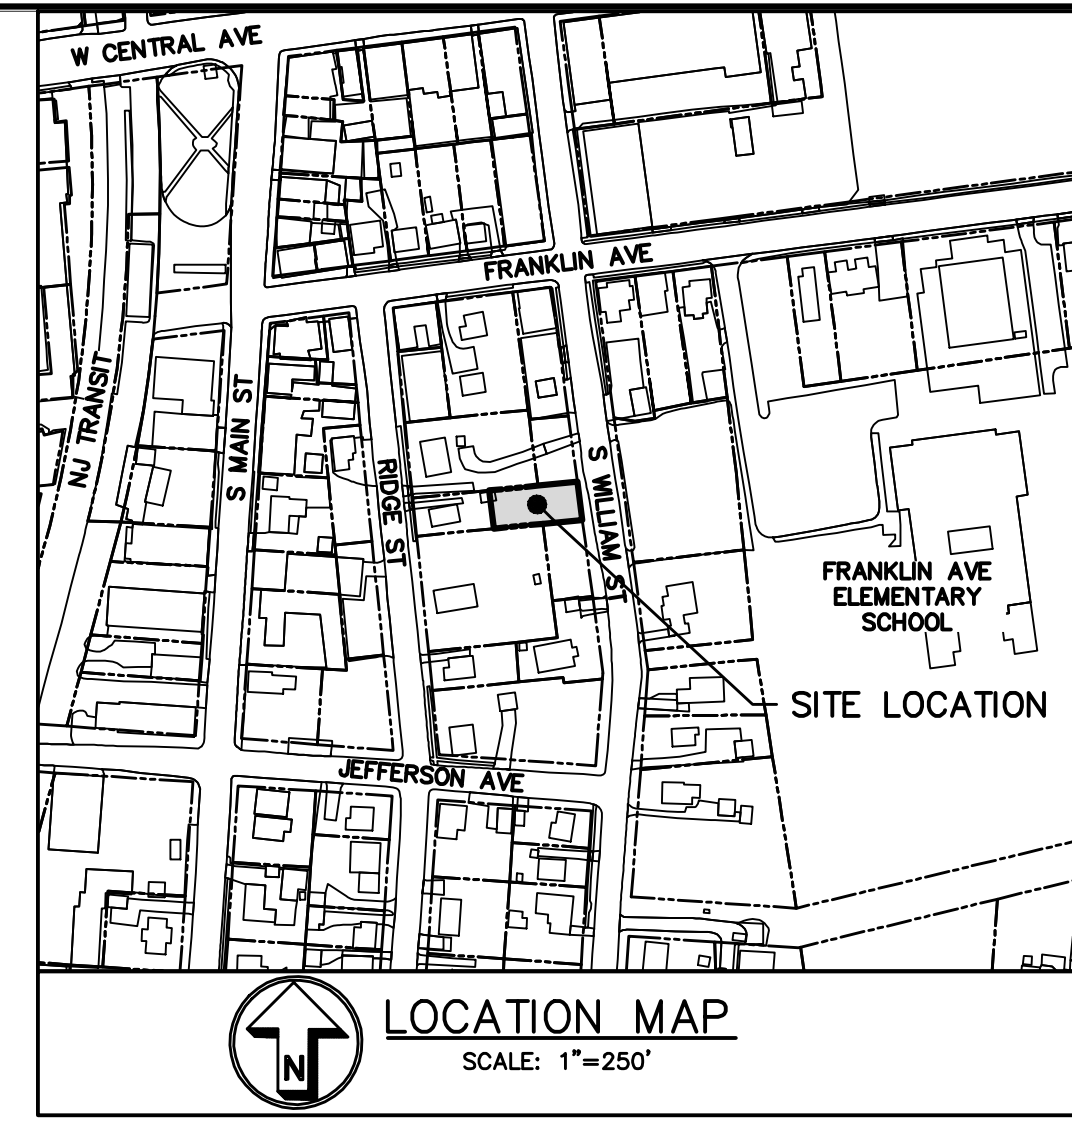 W CENTRAL AVE
FRANKLIN AVE
NJ TRANSIT
S MAIN ST
RIDGE ST
S WILLIAM ST
FRANKLIN AVE
ELEMENTARY
SCHOOL
SITE LOCATION
JEFFERSON AVE
N
LOCATION MAP
SCALE: 1"=250'